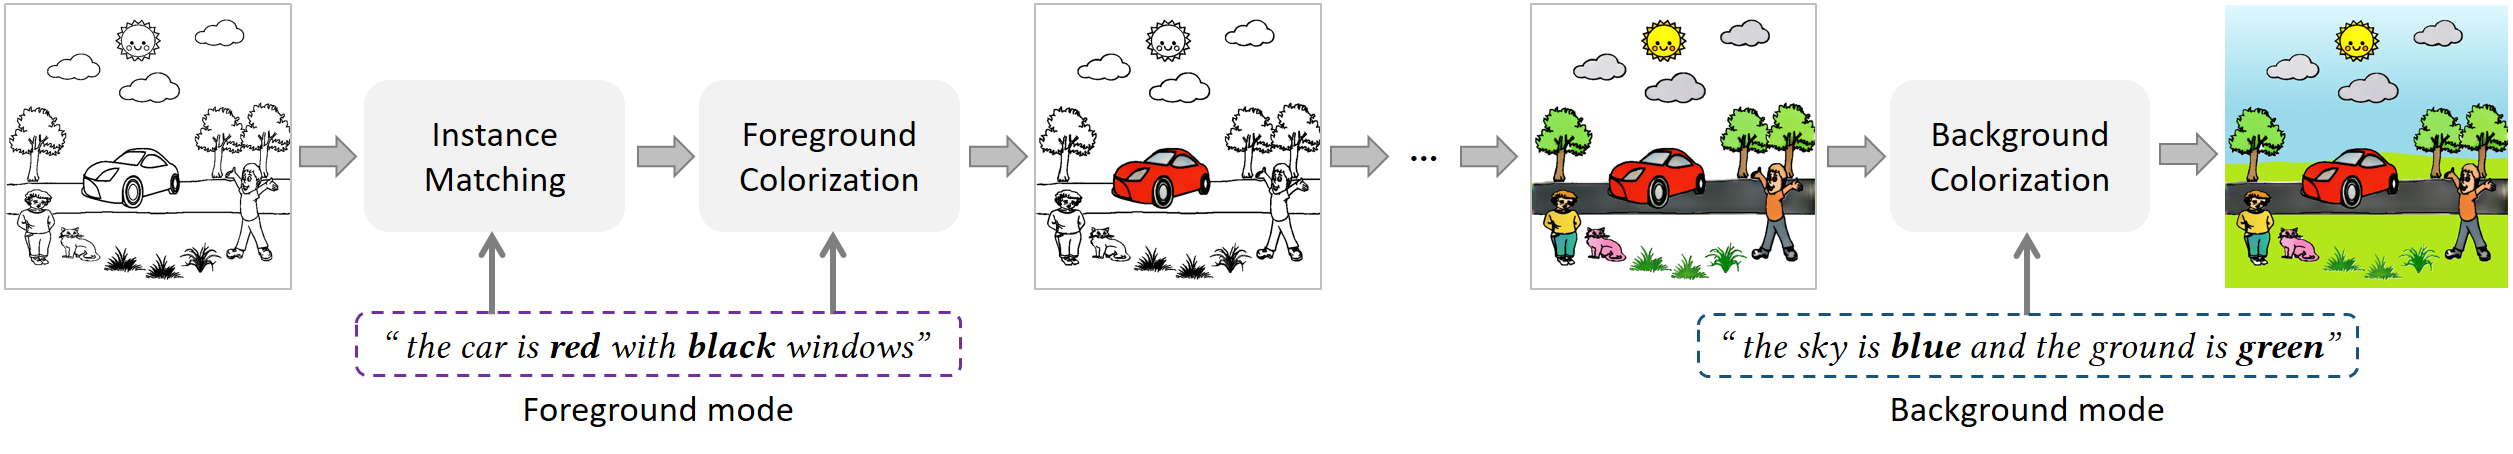 Instance
Matching
Foreground
Colorization
...
Background
Colorization
“ the car is red with black windows”
“ the sky is blue and the ground is green”
Foreground mode
Background mode